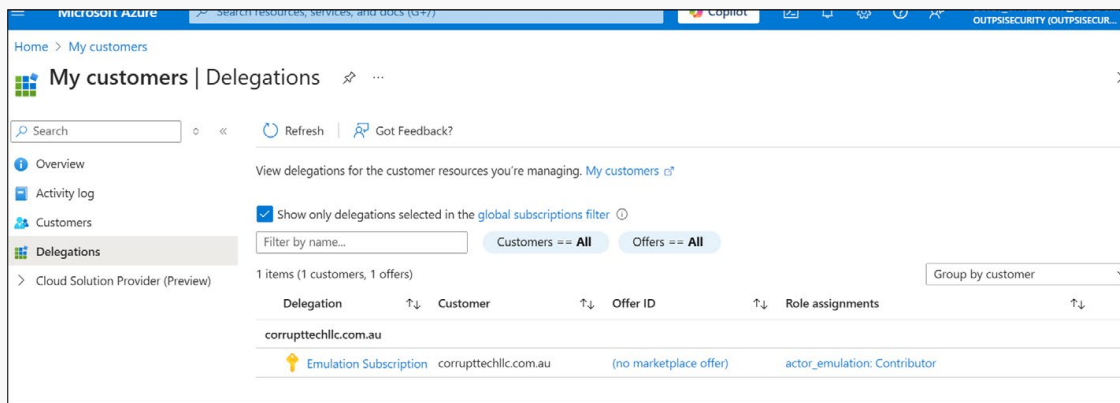 Microsoft Azure
Search resources, services, and docs (G+/)
Copilot
OUTPSISECURITY (OUTPSISECUR...
Home > My customers
My customers | Delegations
Search
Refresh
Got Feedback?
Overview
View delegations for the customer resources you're managing. My customers
Activity log
Show only delegations selected in the global subscriptions filter
Customers
Filter by name...
Customers == All
Offers == All
Delegations
1 items (1 customers, 1 offers)
Group by customer
Cloud Solution Provider (Preview)
Delegation
Customer
Offer ID
Role assignments
corrupttechllc.com.au
Emulation Subscription
corrupttechllc.com.au
(no marketplace offer)
actor_emulation: Contributor